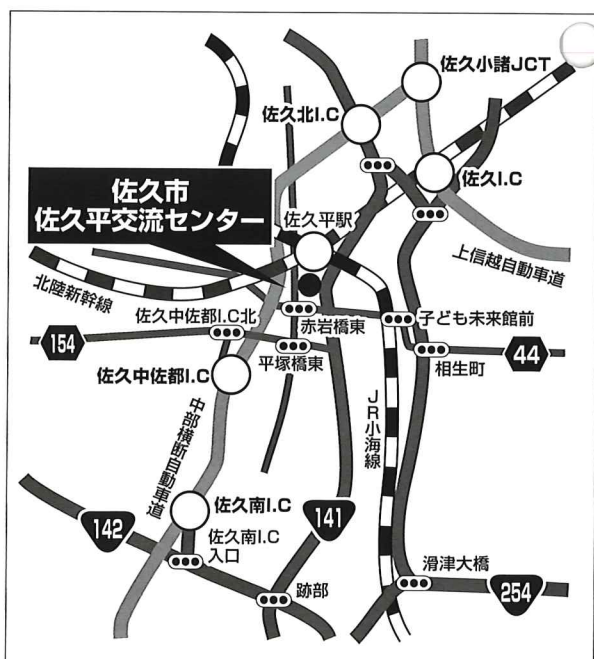 佐久小諸JCT
佐久北I.C
佐久I.C
佐久市
佐久平交流センター
佐久平駅
上信越自動車道
北陸新幹線
佐久中佐都I.C北
赤岩橋東
子ども未来館前
154
平塚橋東
相生町
44
佐久中佐都I.C
JR小海線
中部横断自動車道
佐久南I.C
142
佐久南I.C
入口
141
滑津大橋
跡部
254